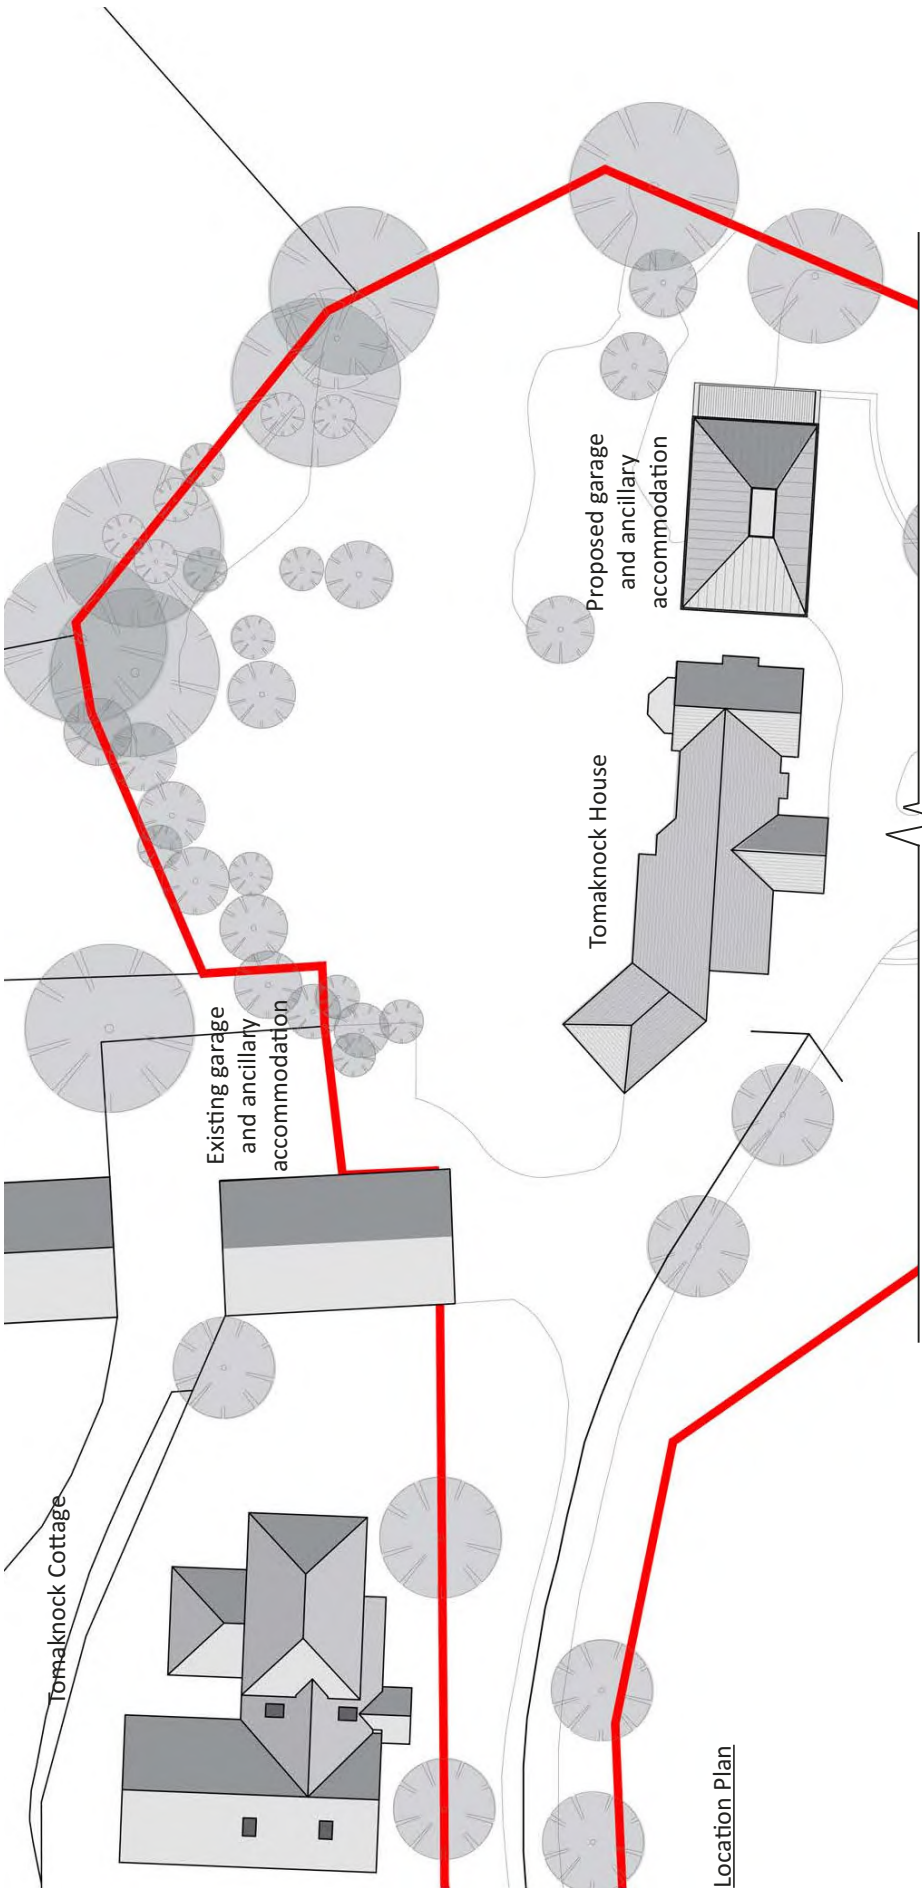 Proposed garage
and ancillary
accommodation
Tomaknock House
Existing garage
and ancillary
accommodation
Tomaknock Cottage
Location Plan